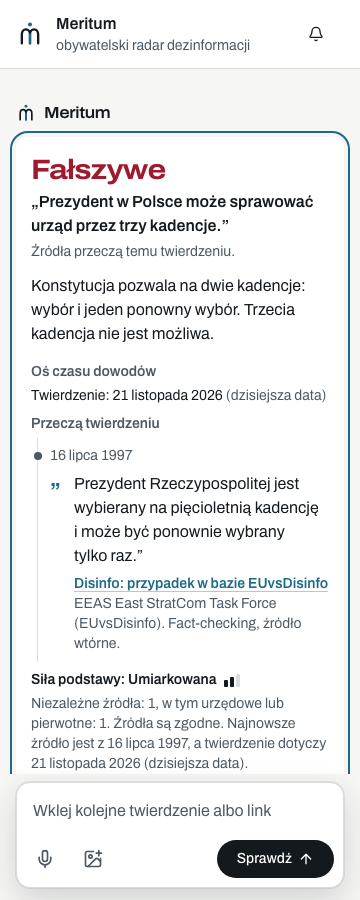 Meritum
obywatelski radar dezinformacji
Meritum
Fałszywe
„Prezydent w Polsce może sprawować
urząd przez trzy kadencje.”
Źródła przeczą temu twierdzeniu.
Konstytucja pozwala na dwie kadencje:
wybór i jeden ponowny wybór. Trzecia
kadencja nie jest możliwa.
Oś czasu dowodów
Twierdzenie: 21 listopada 2026 (dzisiejsza data)
Przeczą twierdzeniu
16 lipca 1997
” Prezydent Rzeczypospolitej jest
wybierany na pięcioletnią kadencję
i może być ponownie wybrany
tylko raz.”
Disinfo: przypadek w bazie EUvsDisinfo
EEAS East StratCom Task Force
(EUvsDisinfo). Fact-checking, źródło
wtórne.
Siła podstawy: Umiarkowana
Niezależne źródła: 1, w tym urzędowe lub
pierwotne: 1. Źródła są zgodne. Najnowsze
źródło jest z 16 lipca 1997, a twierdzenie dotyczy
21 listopada 2026 (dzisiejsza data).
Wklej kolejne twierdzenie albo link
Sprawdź